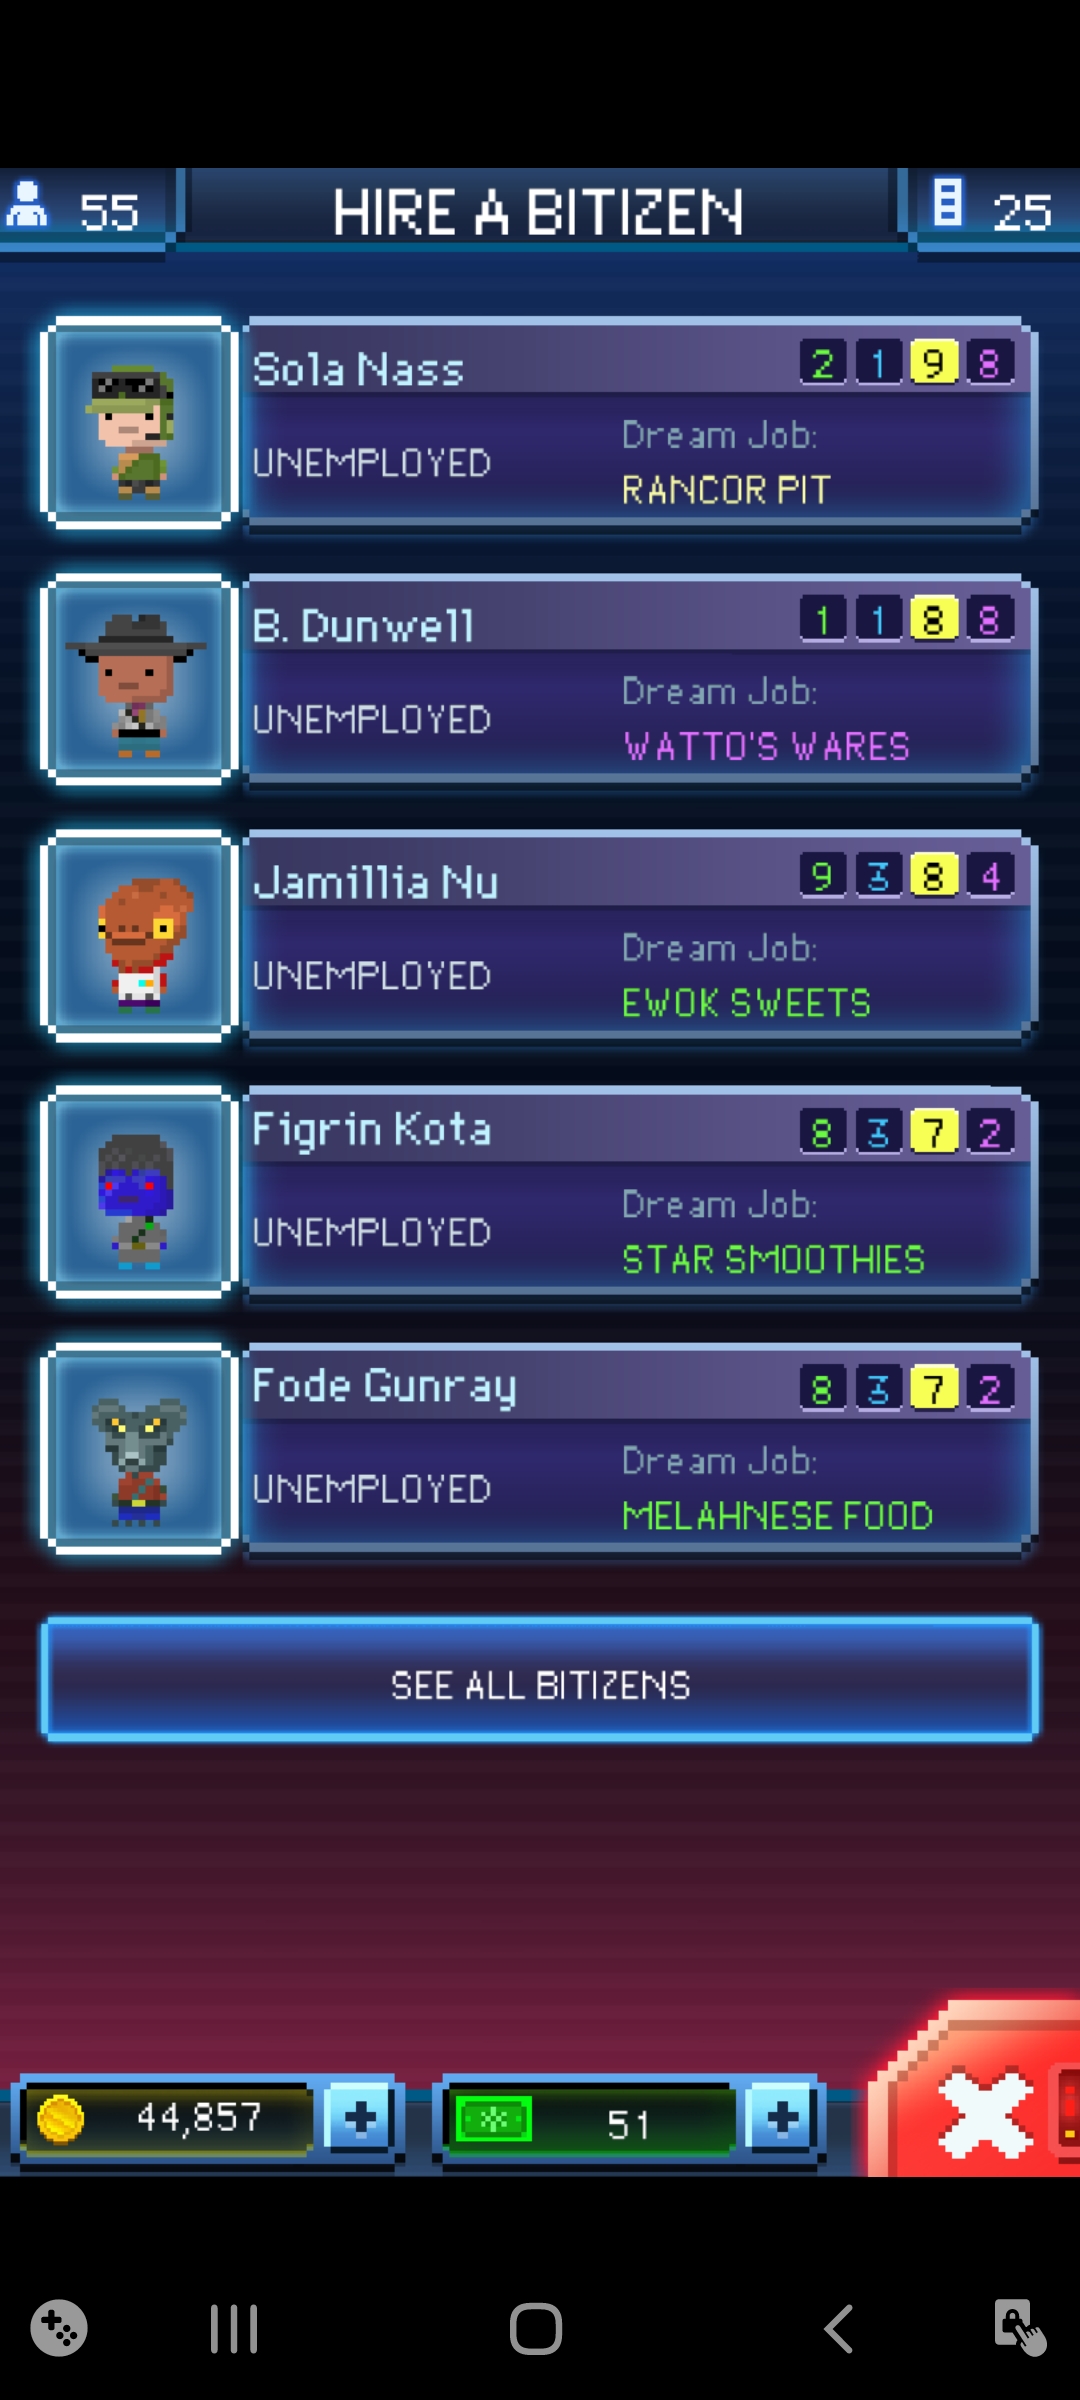 55 HIRE A BITIZEN 25
Sola Nass 2 1 9 8
UNEMPLOYED
Dream Job:
RANCOR PIT
B. Dunwell 1 1 8 8
UNEMPLOYED
Dream Job:
WATTO'S WARES
Jamillia Nu 9 3 8 4
UNEMPLOYED
Dream Job:
EWOK SWEETS
Figrin Kota 8 3 7 2
UNEMPLOYED
Dream Job:
STAR SMOOTHIES
Fode Gunray 8 3 7 2
UNEMPLOYED
Dream Job:
MELAHNESE FOOD
SEE ALL BITIZENS
44,857 + 51 +